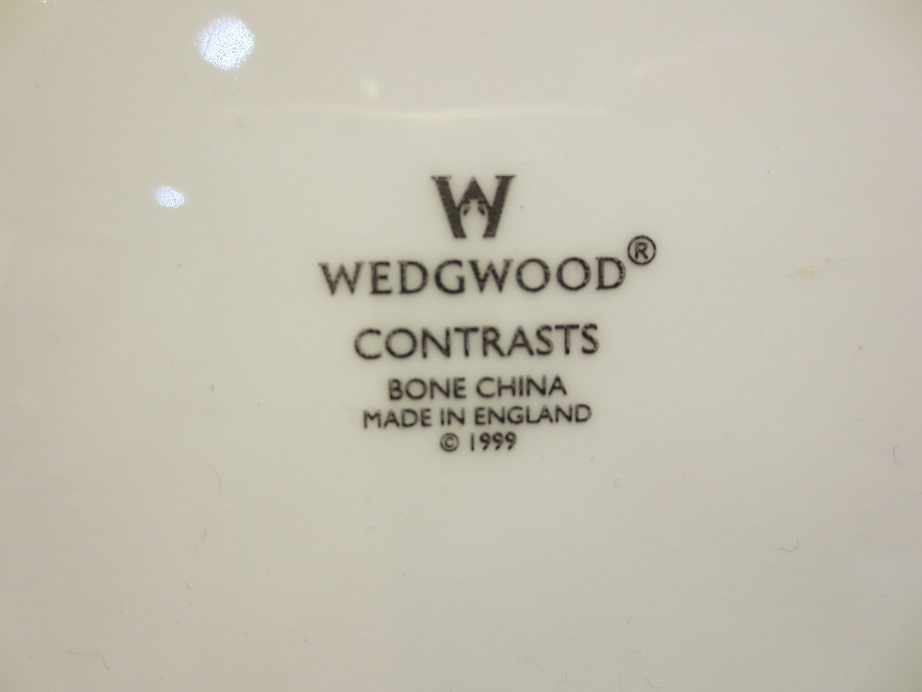 W
WEDGWOOD®
CONTRASTS
BONE CHINA
MADE IN ENGLAND
© 1999